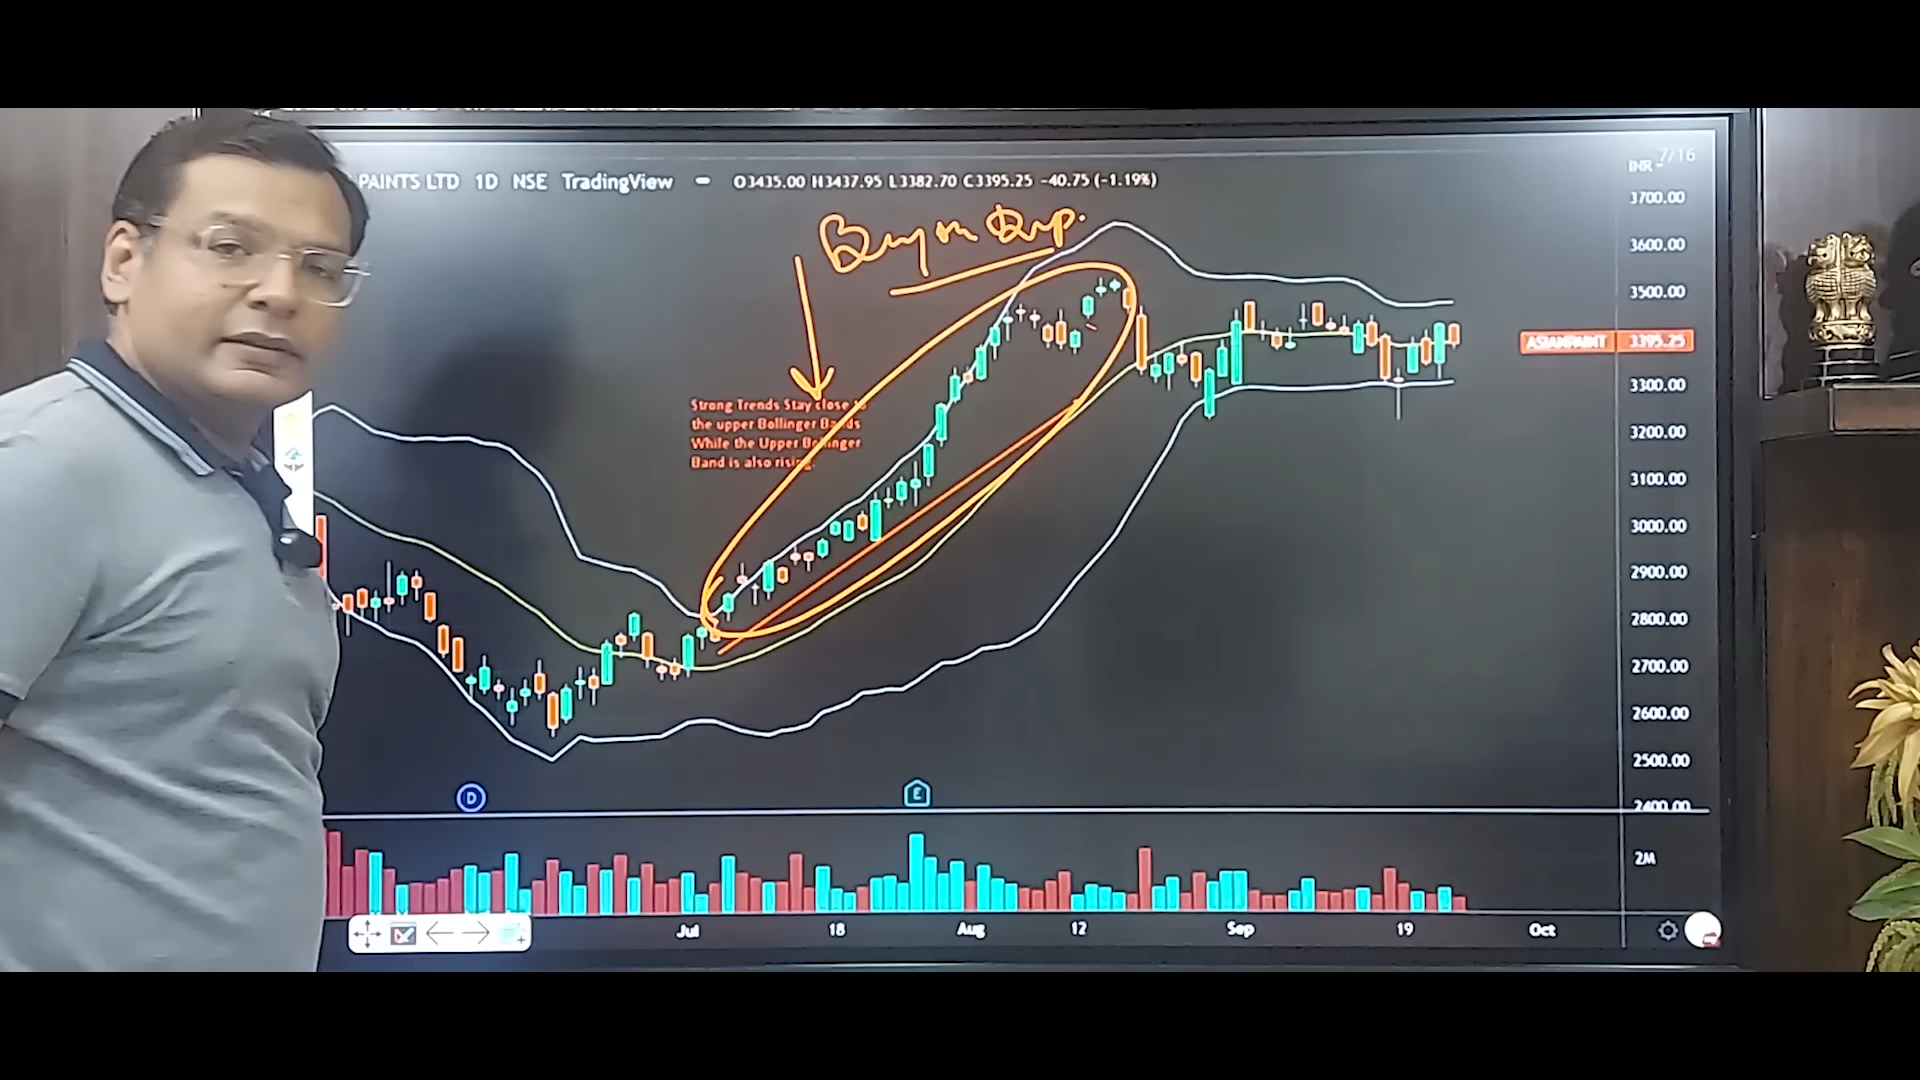 7/16
PAINTS LTD 1D NSE TradingView O3435.00 H3437.95 L3382.70 C3395.25 -40.75 (-1.19%)
INR
3700.00
Buy on Dip.
3600.00
3500.00
ASIANPAINT 3395.25
3300.00
Strong Trends Stay close to
the upper Bollinger Bands
While the Upper Bollinger
Band is also rising.
3200.00
3100.00
3000.00
2900.00
2800.00
2700.00
2600.00
2500.00
D
E
2400.00
2M
Jul 18 Aug 12 Sep 19 Oct